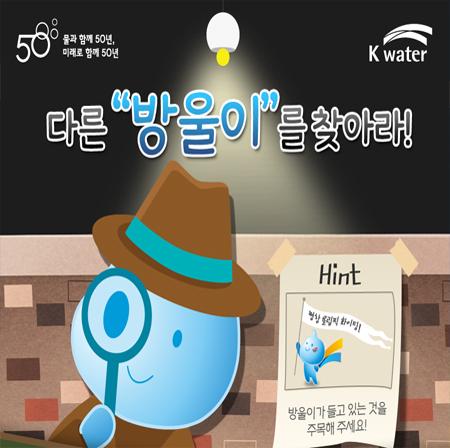 50
물과 함께 50년,
미래로 함께 50년
K water
다른 “방울이”를 찾아라!
Hint
평창 올림픽 화이팅!
방울이가 들고 있는 것을
주목해 주세요!